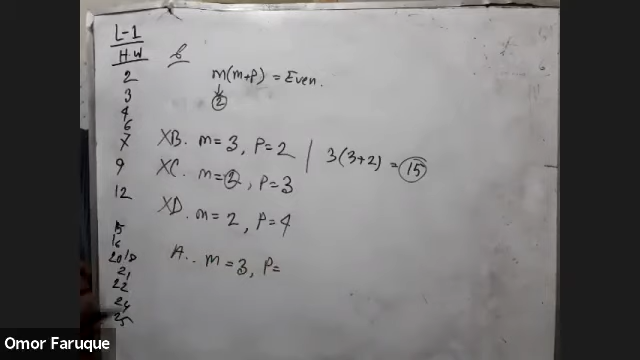 L-1
H.W
2
3
4
6
7
9
12
15
16
20
21
22
24
25
6
m(m+p) = Even.
2
XB. m = 3, P = 2
3(3+2) = 15
XC. m = 2, P = 3
XD. m = 2, P = 4
A. m = 3, P =
Omor Faruque